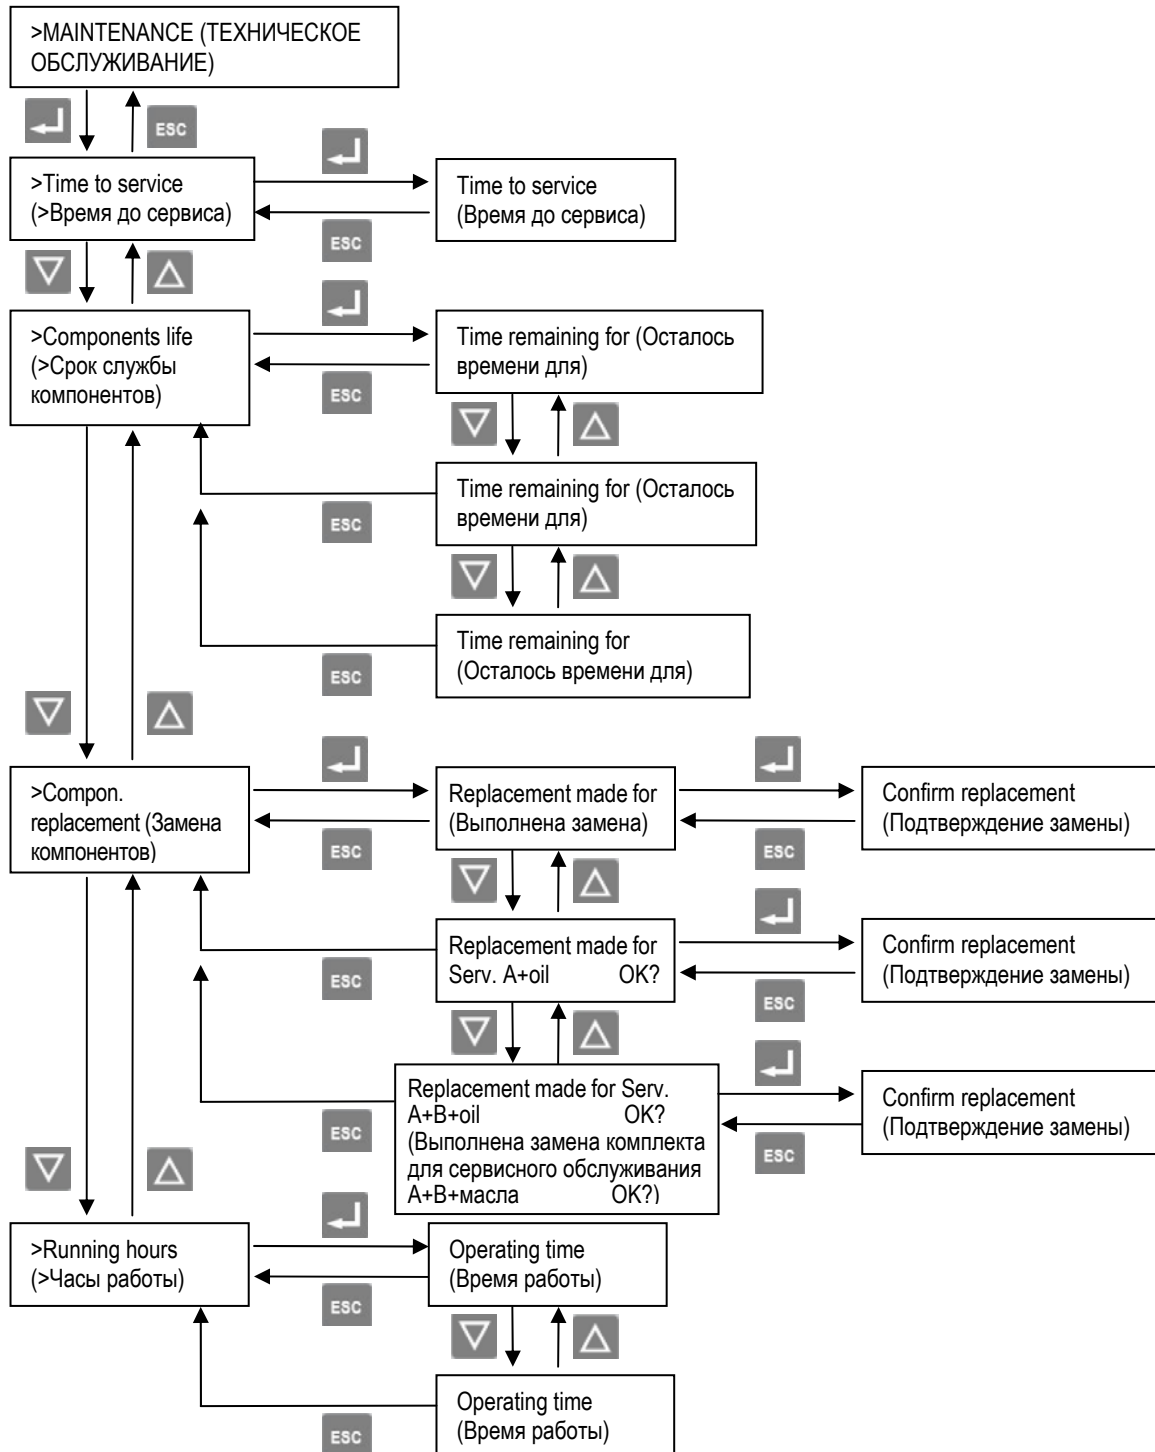 >MAINTENANCE (ТЕХНИЧЕСКОЕ
ОБСЛУЖИВАНИЕ)
ESC
>Time to service
(>Время до сервиса)
ESC
Time to service
(Время до сервиса)
>Components life
(>Срок службы
компонентов)
ESC
Time remaining for (Осталось
времени для)
ESC
Time remaining for (Осталось
времени для)
ESC
Time remaining for
(Осталось времени для)
>Compon.
replacement (Замена
компонентов)
ESC
Replacement made for
(Выполнена замена)
ESC
Confirm replacement
(Подтверждение замены)
ESC
Replacement made for
Serv. A+oil OK?
ESC
Confirm replacement
(Подтверждение замены)
ESC
Replacement made for Serv.
A+B+oil OK?
(Выполнена замена комплекта
для сервисного обслуживания
A+B+масла OK?)
ESC
Confirm replacement
(Подтверждение замены)
>Running hours
(>Часы работы)
ESC
Operating time
(Время работы)
ESC
Operating time
(Время работы)